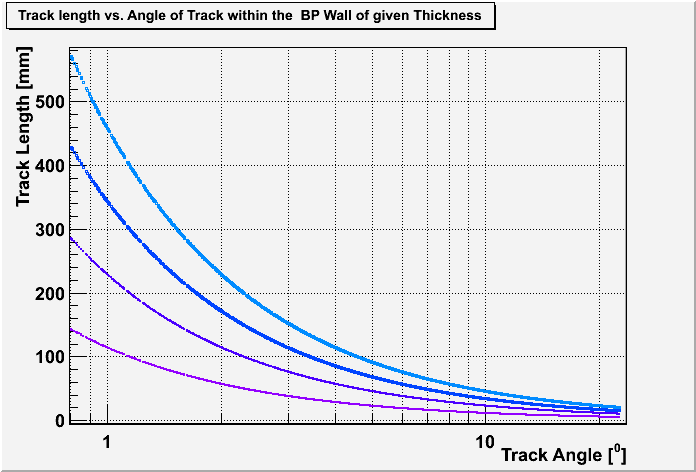 Track length vs. Angle of Track within the  BP Wall of given Thickness
Track Length [mm]
500
400
300
200
100
0
1
10
Track Angle [⁰]